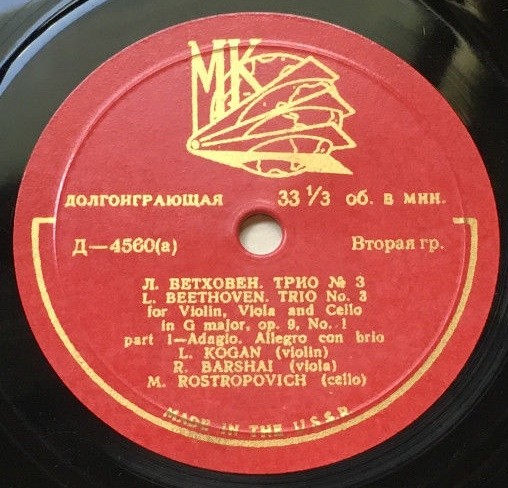 МК
ДОЛГОИГРАЮЩАЯ 33 1/3 об. в мин.
Д—4560(а) Вторая гр.
Л. БЕТХОВЕН. ТРИО № 3
L. BEETHOVEN. TRIO No. 3
for Violin, Viola and Cello
in G major, op. 9, No. 1
part I—Adagio. Allegro con brio
L. KOGAN (violin)
R. BARSHAI (viola)
M. ROSTROPOVICH (cello)
MADE IN THE U.S.S.R.